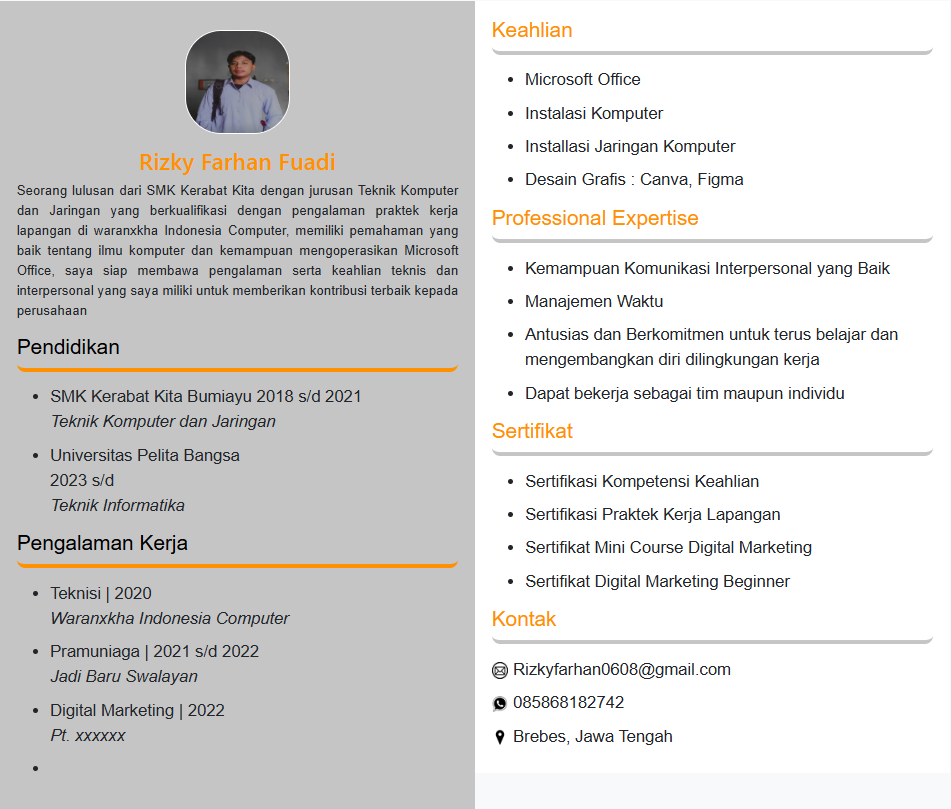 Rizky Farhan Fuadi
Seorang lulusan dari SMK Kerabat Kita dengan jurusan Teknik Komputer
dan Jaringan yang berkualifikasi dengan pengalaman praktek kerja
lapangan di waranxkha Indonesia Computer, memiliki pemahaman yang
baik tentang ilmu komputer dan kemampuan mengoperasikan Microsoft
Office, saya siap membawa pengalaman serta keahlian teknis dan
interpersonal yang saya miliki untuk memberikan kontribusi terbaik kepada
perusahaan
Pendidikan
• SMK Kerabat Kita Bumiayu 2018 s/d 2021
Teknik Komputer dan Jaringan
• Universitas Pelita Bangsa
2023 s/d
Teknik Informatika
Pengalaman Kerja
• Teknisi | 2020
Waranxkha Indonesia Computer
• Pramuniaga | 2021 s/d 2022
Jadi Baru Swalayan
• Digital Marketing | 2022
Pt. xxxxxx
•
Keahlian
• Microsoft Office
• Instalasi Komputer
• Installasi Jaringan Komputer
• Desain Grafis : Canva, Figma
Professional Expertise
• Kemampuan Komunikasi Interpersonal yang Baik
• Manajemen Waktu
• Antusias dan Berkomitmen untuk terus belajar dan
mengembangkan diri dilingkungan kerja
• Dapat bekerja sebagai tim maupun individu
Sertifikat
• Sertifikasi Kompetensi Keahlian
• Sertifikasi Praktek Kerja Lapangan
• Sertifikat Mini Course Digital Marketing
• Sertifikat Digital Marketing Beginner
Kontak
Rizkyfarhan0608@gmail.com
085868182742
Brebes, Jawa Tengah